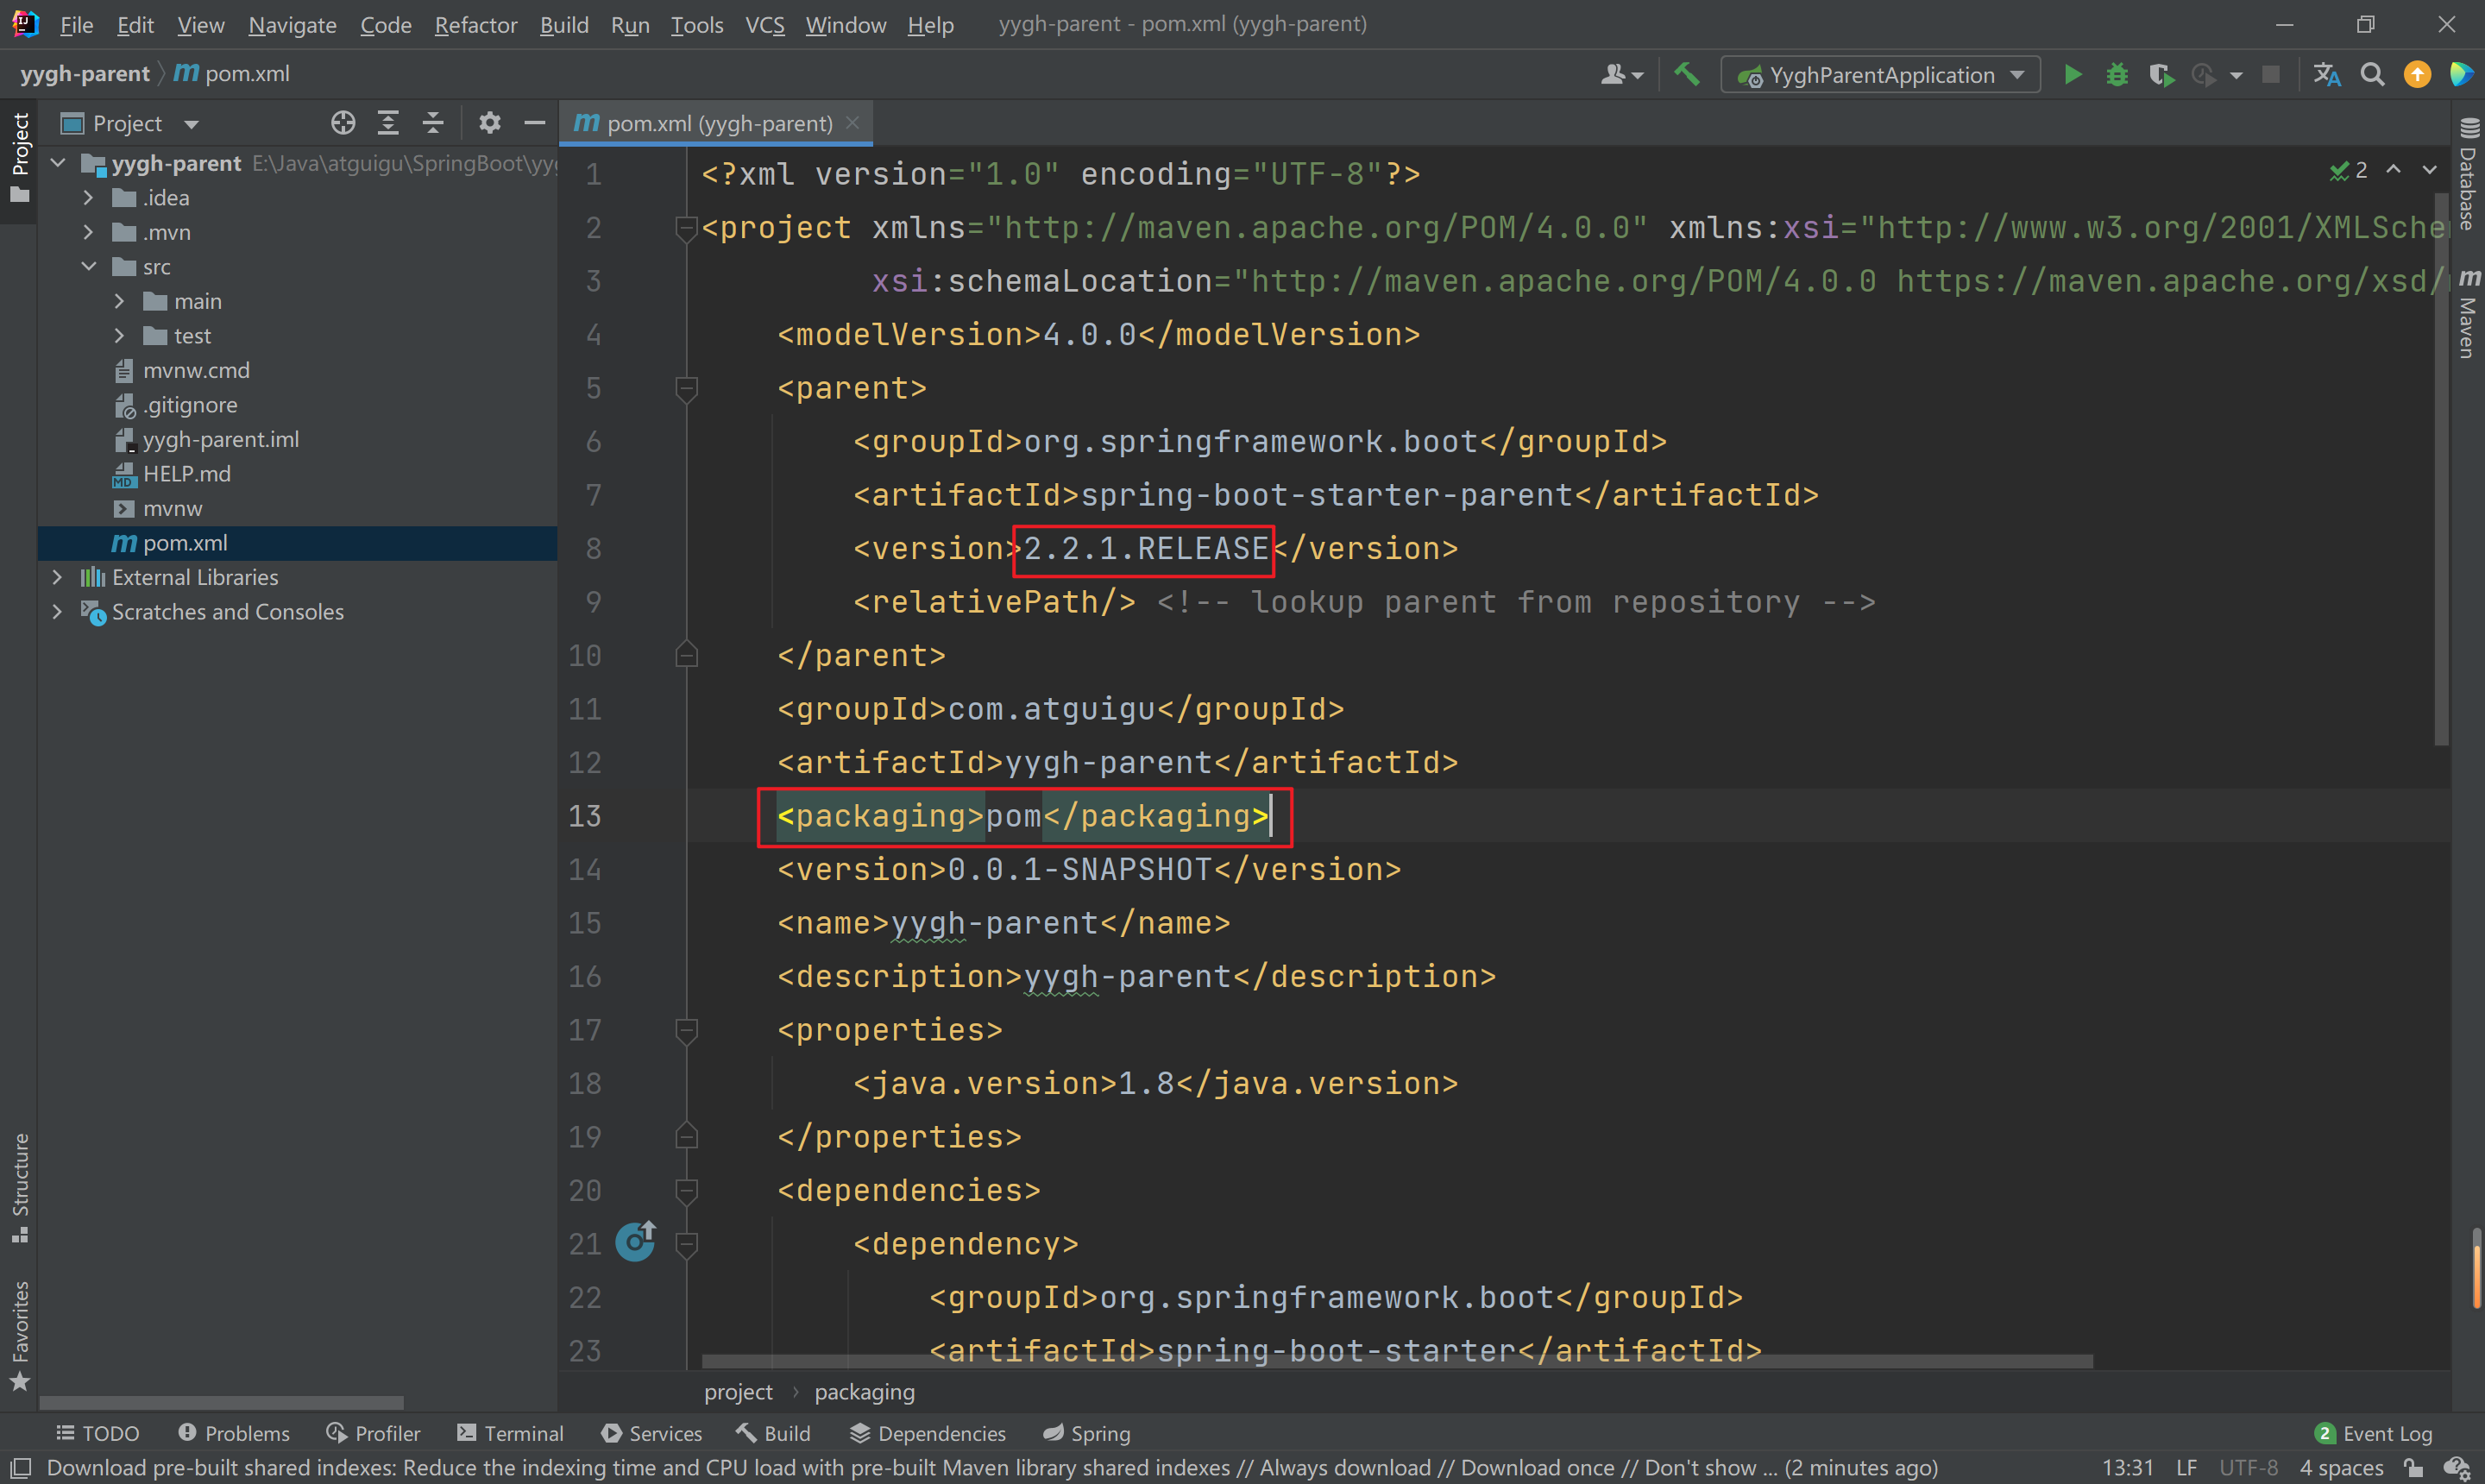 File Edit View Navigate Code Refactor Build Run Tools VCS Window Help yygh-parent - pom.xml (yygh-parent)
yygh-parent pom.xml YyghParentApplication
Project
Project
pom.xml (yygh-parent)
yygh-parent E:\Java\atguigu\SpringBoot\yyg
.idea
.mvn
src
main
test
mvnw.cmd
.gitignore
yygh-parent.iml
HELP.md
mvnw
pom.xml
External Libraries
Scratches and Consoles
Structure
Favorites
1 <?xml version="1.0" encoding="UTF-8"?>
2 <project xmlns="http://maven.apache.org/POM/4.0.0" xmlns:xsi="http://www.w3.org/2001/XMLSche
3 xsi:schemaLocation="http://maven.apache.org/POM/4.0.0 https://maven.apache.org/xsd/
4 <modelVersion>4.0.0</modelVersion>
5 <parent>
6 <groupId>org.springframework.boot</groupId>
7 <artifactId>spring-boot-starter-parent</artifactId>
8 <version>2.2.1.RELEASE</version>
9 <relativePath/> <!-- lookup parent from repository -->
10 </parent>
11 <groupId>com.atguigu</groupId>
12 <artifactId>yygh-parent</artifactId>
13 <packaging>pom</packaging>
14 <version>0.0.1-SNAPSHOT</version>
15 <name>yygh-parent</name>
16 <description>yygh-parent</description>
17 <properties>
18 <java.version>1.8</java.version>
19 </properties>
20 <dependencies>
21 <dependency>
22 <groupId>org.springframework.boot</groupId>
23 <artifactId>spring-boot-starter</artifactId>
2
Database
Maven
project › packaging
TODO Problems Profiler Terminal Services Build Dependencies Spring 2 Event Log
Download pre-built shared indexes: Reduce the indexing time and CPU load with pre-built Maven library shared indexes // Always download // Download once // Don't show ... (2 minutes ago) 13:31 LF UTF-8 4 spaces